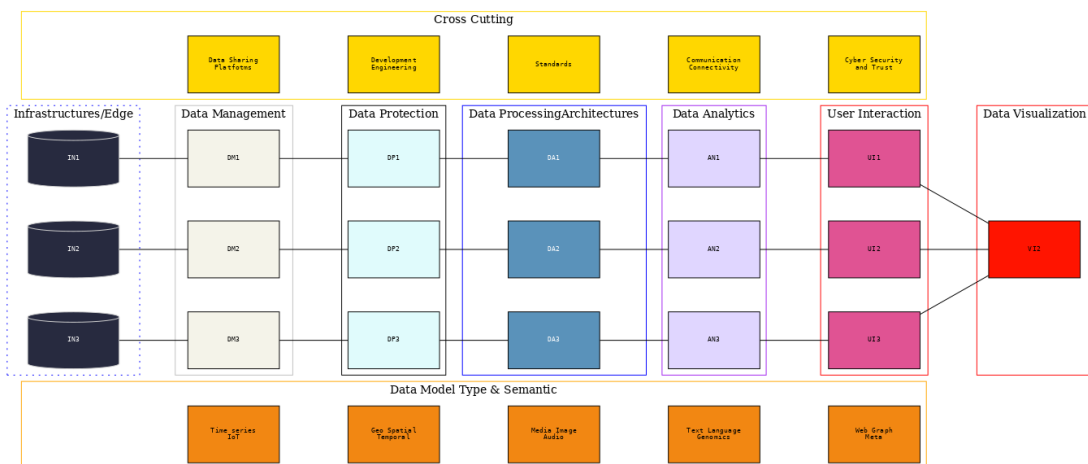 Cross Cutting
Data Sharing
Platfotms
Development
Engineering
Standards
Communication
Connectivity
Cyber Security
and Trust
Infrastructures/Edge
Data Management
Data Protection
Data ProcessingArchitectures
Data Analytics
User Interaction
Data Visualization
IN1
DM1
DP1
DA1
AN1
UI1
IN2
DM2
DP2
DA2
AN2
UI2
VI2
IN3
DM3
DP3
DA3
AN3
UI3
Data Model Type & Semantic
Time series
IoT
Geo Spatial
Temporal
Media Image
Audio
Text Language
Genomics
Web Graph
Meta